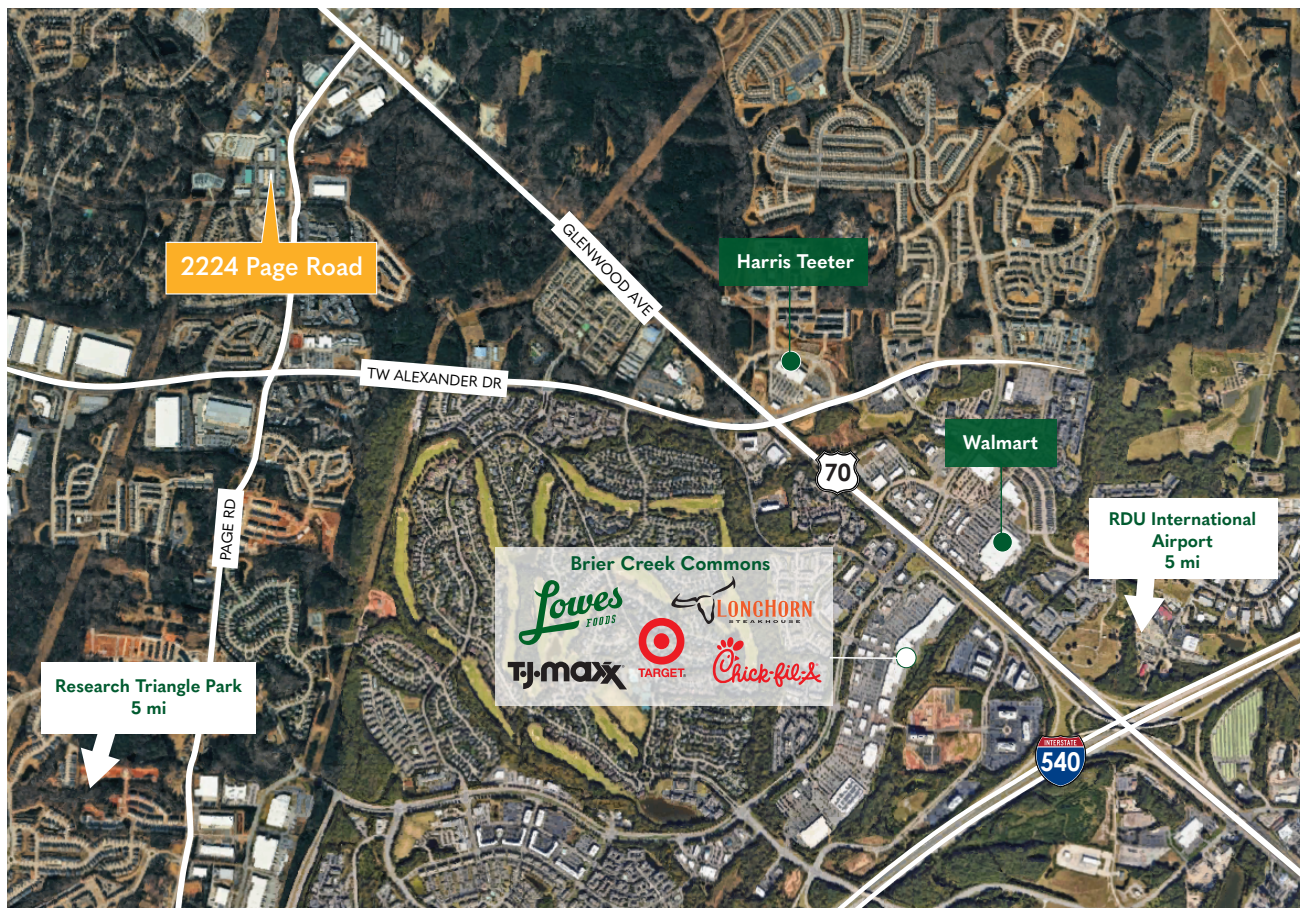 2224 Page Road
GLENWOOD AVE
Harris Teeter
TW ALEXANDER DR
Walmart
70
PAGE RD
RDU International
Airport
5 mi
Brier Creek Commons
Lowes
FOODS
LONGHORN
STEAKHOUSE
T·J·maxx
TARGET.
Chick-fil-A
Research Triangle Park
5 mi
INTERSTATE
540